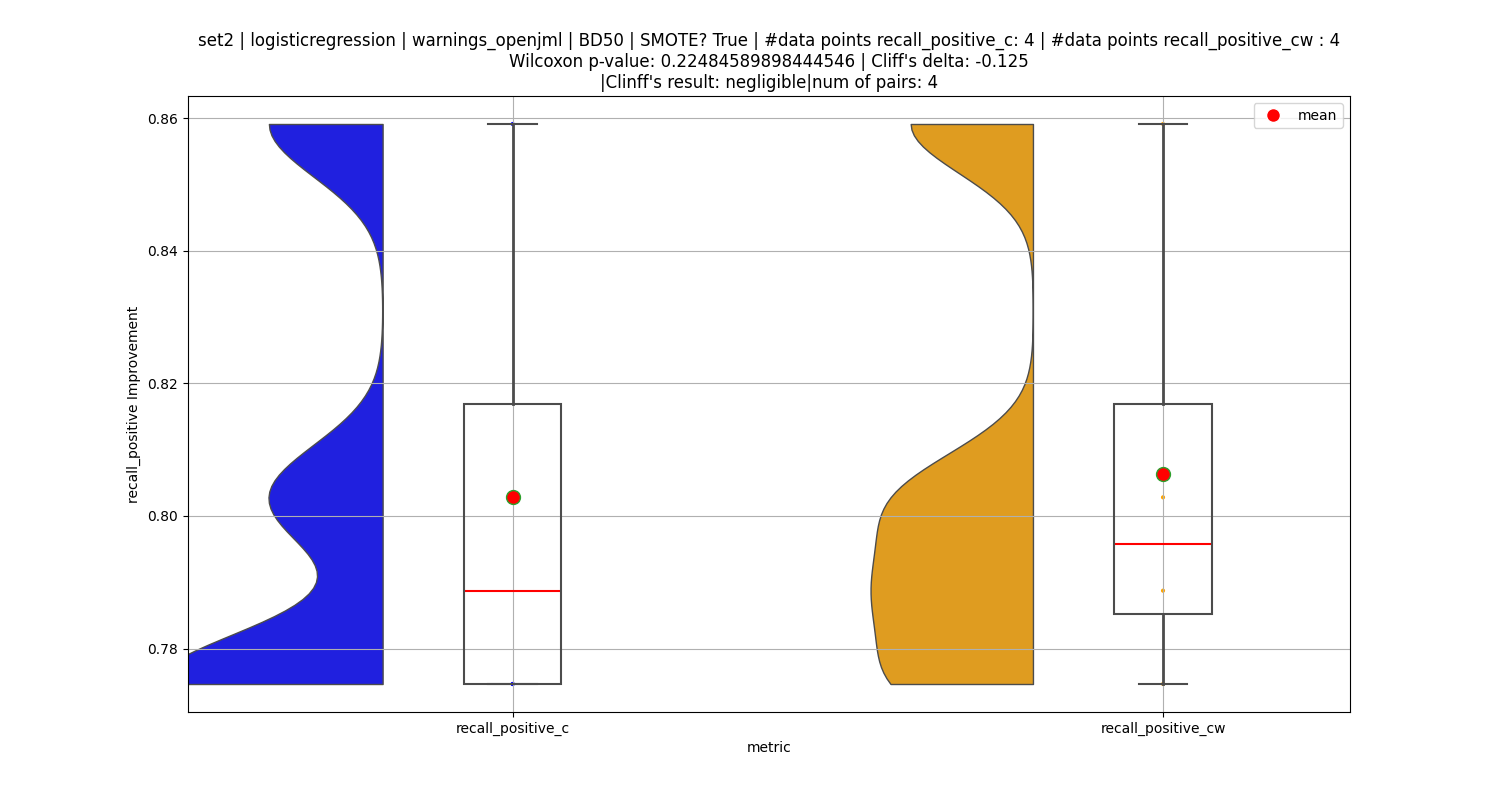 set2 | logisticregression | warnings_openjml | BD50 | SMOTE? True | #data points recall_positive_c: 4 | #data points recall_positive_cw : 4
Wilcoxon p-value: 0.22484589898444546 | Cliff's delta: -0.125
|Clinff's result: negligible|num of pairs: 4
mean
0.86
0.84
0.82
0.80
0.78
recall_positive Improvement
recall_positive_c
recall_positive_cw
metric